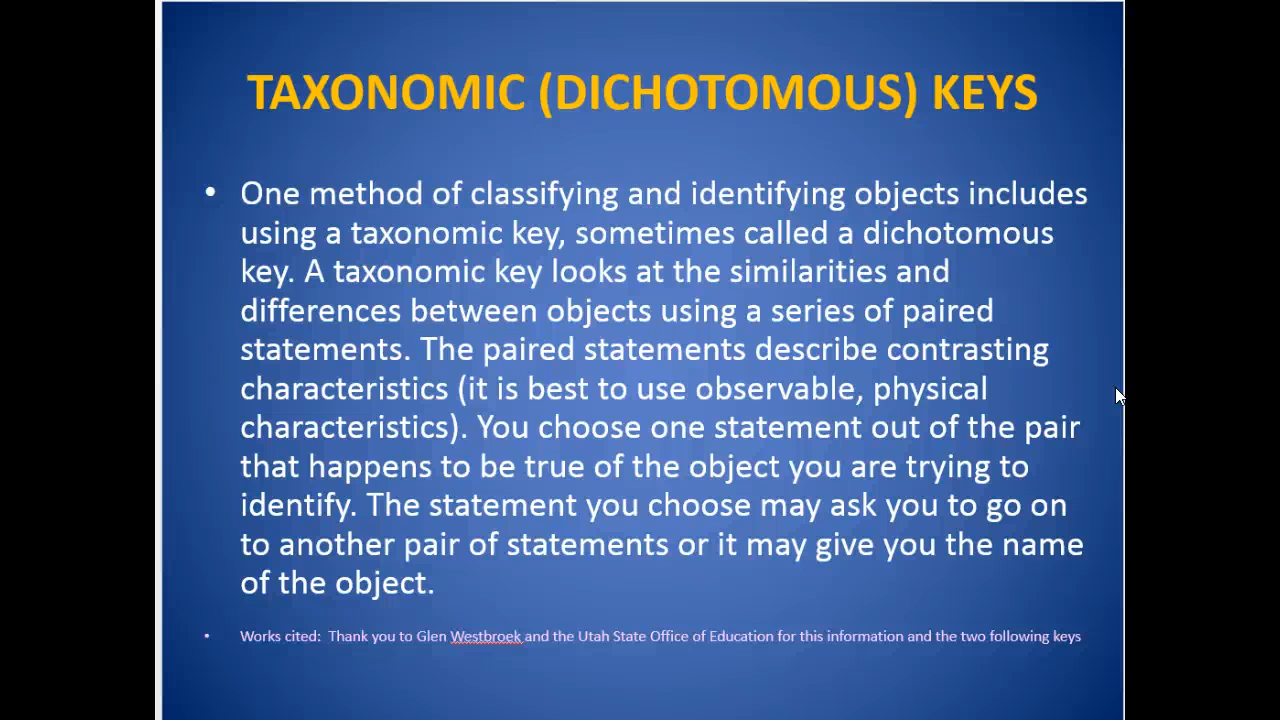 TAXONOMIC (DICHOTOMOUS) KEYS
• One method of classifying and identifying objects includes
using a taxonomic key, sometimes called a dichotomous
key. A taxonomic key looks at the similarities and
differences between objects using a series of paired
statements. The paired statements describe contrasting
characteristics (it is best to use observable, physical
characteristics). You choose one statement out of the pair
that happens to be true of the object you are trying to
identify. The statement you choose may ask you to go on
to another pair of statements or it may give you the name
of the object.
• Works cited:  Thank you to Glen Westbroek and the Utah State Office of Education for this information and the two following keys